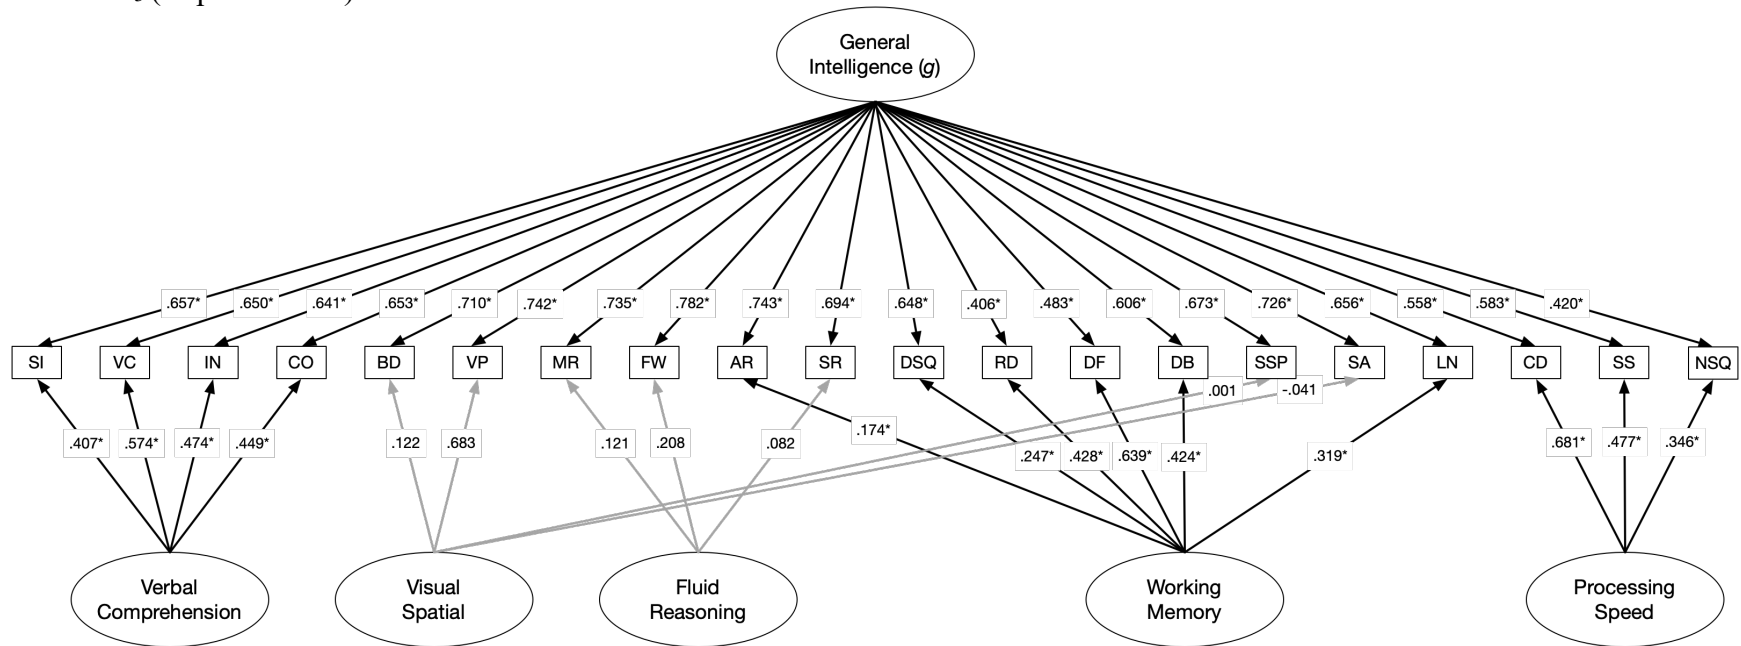 General
Intelligence (g)
.657* .650* .641* .653* .710* .742* .735* .782* .743* .694* .648* .406* .483* .606* .673* .726* .656* .558* .583* .420*
SI VC IN CO BD VP MR FW AR SR DSQ RD DF DB SSP SA LN CD SS NSQ
.001 -.041
.407* .574* .474* .449* .122 .683 .121 .208 .082 .174* .247* .428* .639* .424* .319* .681* .477* .346*
Verbal
Comprehension
Visual
Spatial
Fluid
Reasoning
Working
Memory
Processing
Speed